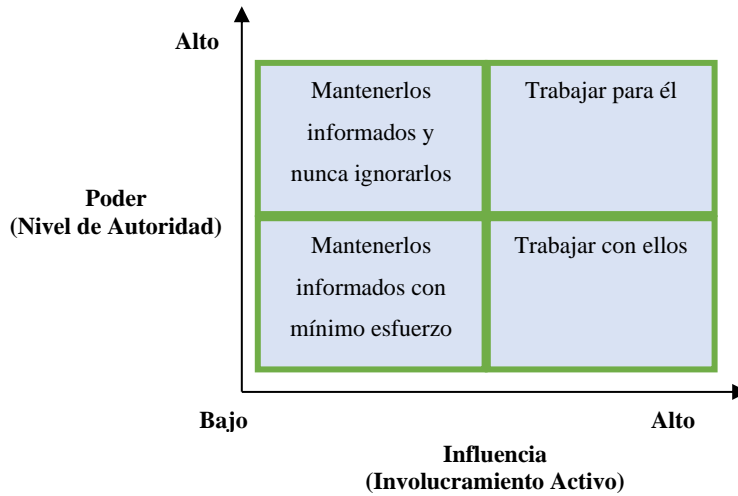 Alto
Mantenerlos
informados y
nunca ignorarlos
Trabajar para él
Poder
(Nivel de Autoridad)
Mantenerlos
informados con
mínimo esfuerzo
Trabajar con ellos
Bajo
Alto
Influencia
(Involucramiento Activo)